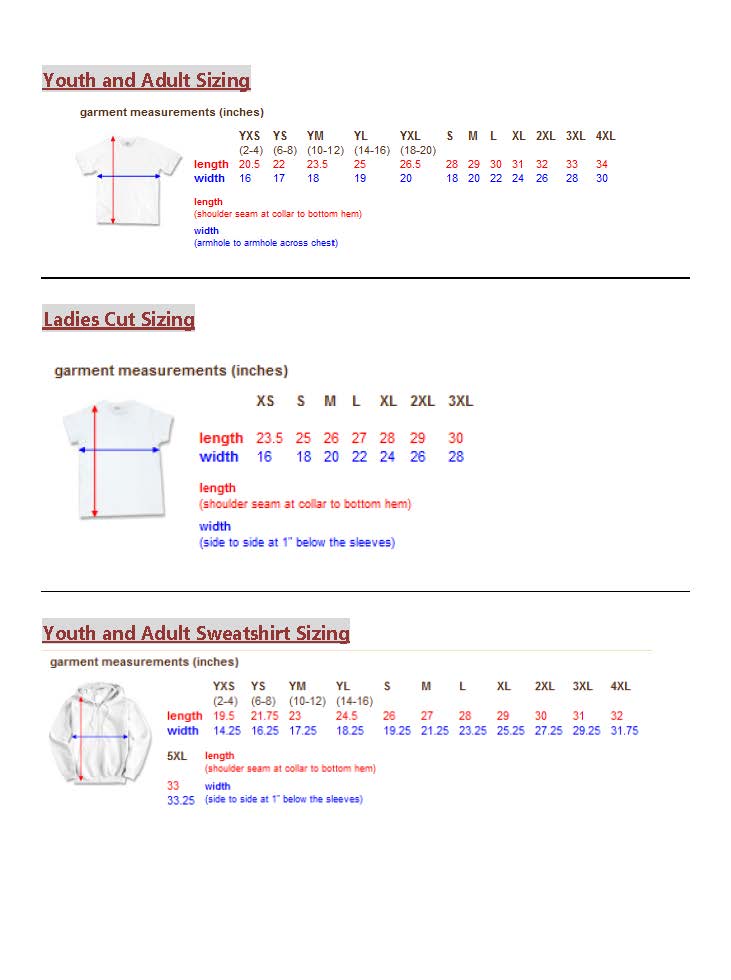 Youth and Adult Sizing
garment measurements (inches)
YXS YS YM YL YXL S M L XL 2XL 3XL 4XL
(2-4) (6-8) (10-12) (14-16) (18-20)
length 20.5 22 23.5 25 26.5 28 29 30 31 32 33 34
width 16 17 18 19 20 18 20 22 24 26 28 30
length
(shoulder seam at collar to bottom hem)
width
(armhole to armhole across chest)
Ladies Cut Sizing
garment measurements (inches)
XS S M L XL 2XL 3XL
length 23.5 25 26 27 28 29 30
width 16 18 20 22 24 26 28
length
(shoulder seam at collar to bottom hem)
width
(side to side at 1" below the sleeves)
Youth and Adult Sweatshirt Sizing
garment measurements (inches)
YXS YS YM YL S M L XL 2XL 3XL 4XL
(2-4) (6-8) (10-12) (14-16)
length 19.5 21.75 23 24.5 26 27 28 29 30 31 32
width 14.25 16.25 17.25 18.25 19.25 21.25 23.25 25.25 27.25 29.25 31.75
5XL length
(shoulder seam at collar to bottom hem)
33 width
33.25 (side to side at 1" below the sleeves)